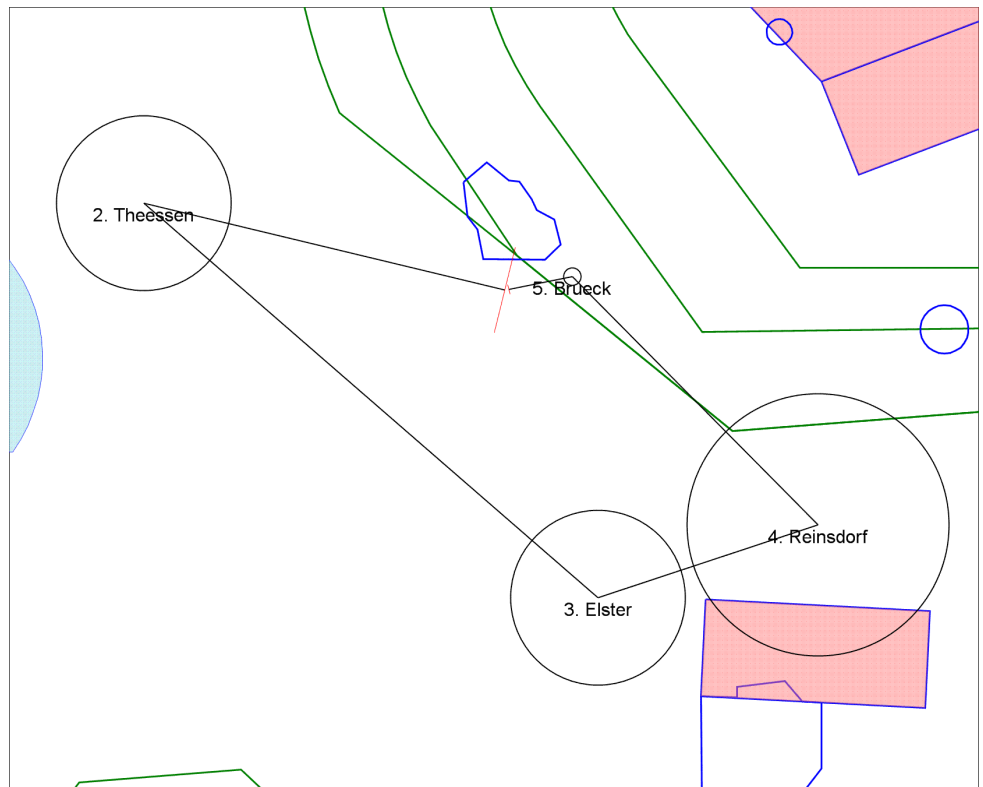 2. Theessen
5. Brueck
4. Reinsdorf
3. Elster